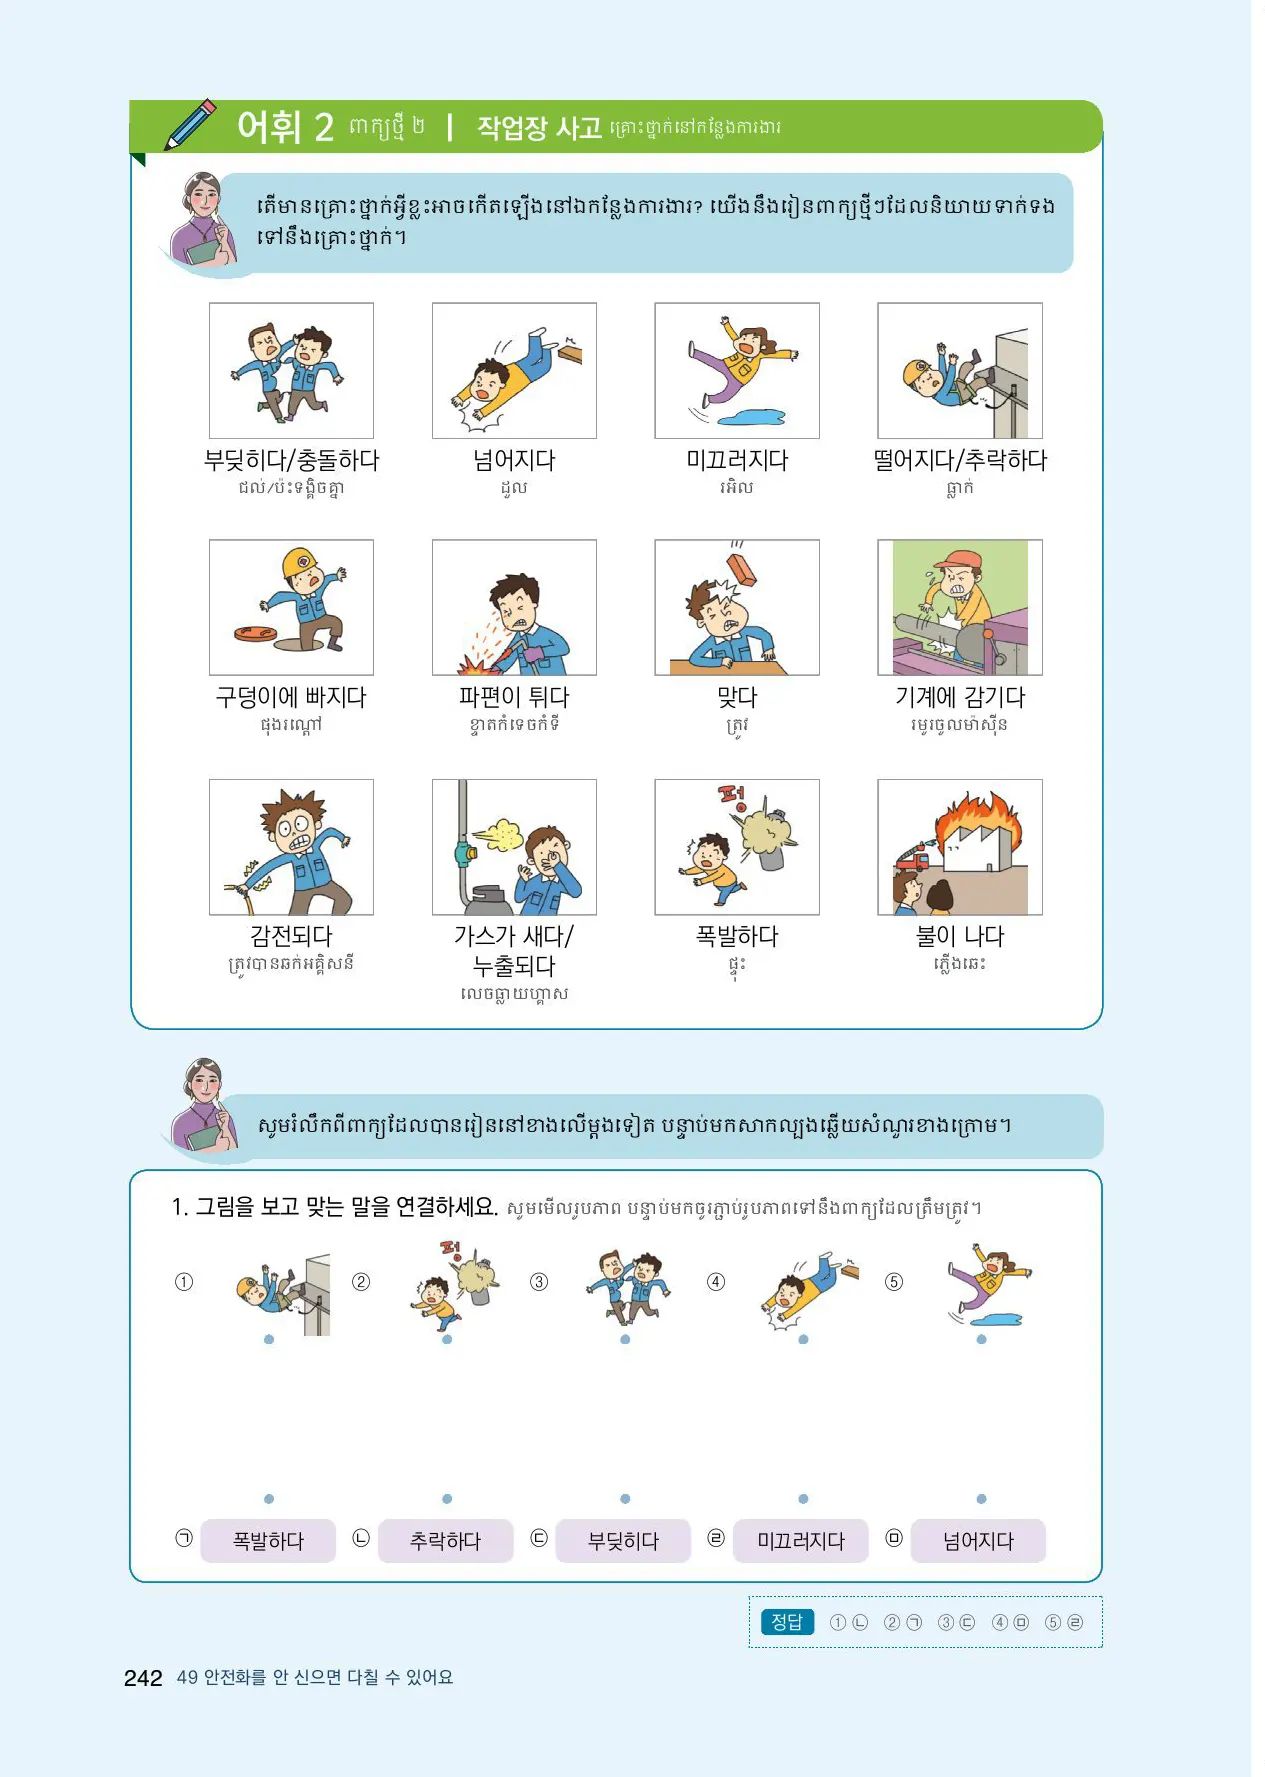 어휘 2 ពាក្យថ្មី ២ | 작업장 사고 គ្រោះថ្នាក់នៅកន្លែងការងារ
តើមានគ្រោះថ្នាក់អ្វីខ្លះអាចកើតឡើងនៅឯកន្លែងការងារ? យើងនឹងរៀនពាក្យថ្មីៗដែលនិយាយទាក់ទង
ទៅនឹងគ្រោះថ្នាក់។
부딪히다/충돌하다 넘어지다 미끄러지다 떨어지다/추락하다
ជល់/ប៉ះទង្គិចគ្នា ដួល រអិល ធ្លាក់
구덩이에 빠지다 파편이 튀다 맞다 기계에 감기다
ផុងរណ្តៅ ខ្ទាតកំទេចកំទី ត្រូវ រមូរចូលម៉ាស៊ីន
펑
감전되다 가스가 새다/ 폭발하다 불이 나다
누출되다
ត្រូវបានឆក់អគ្គិសនី លេចធ្លាយហ្គាស ផ្ទុះ ភ្លើងឆេះ
សូមរំលឹកពីពាក្យដែលបានរៀននៅខាងលើម្តងទៀត បន្ទាប់មកសាកល្បងឆ្លើយសំណួរខាងក្រោម។
1. 그림을 보고 맞는 말을 연결하세요. សូមមើលរូបភាព បន្ទាប់មកចូរភ្ជាប់រូបភាពទៅនឹងពាក្យដែលត្រឹមត្រូវ។
펑
① ② ③ ④ ⑤
㉠ 폭발하다 ㉡ 추락하다 ㉢ 부딪히다 ㉣ 미끄러지다 ㉤ 넘어지다
정답 ①㉡ ②㉠ ③㉢ ④㉤ ⑤㉣
242 49 안전화를 안 신으면 다칠 수 있어요